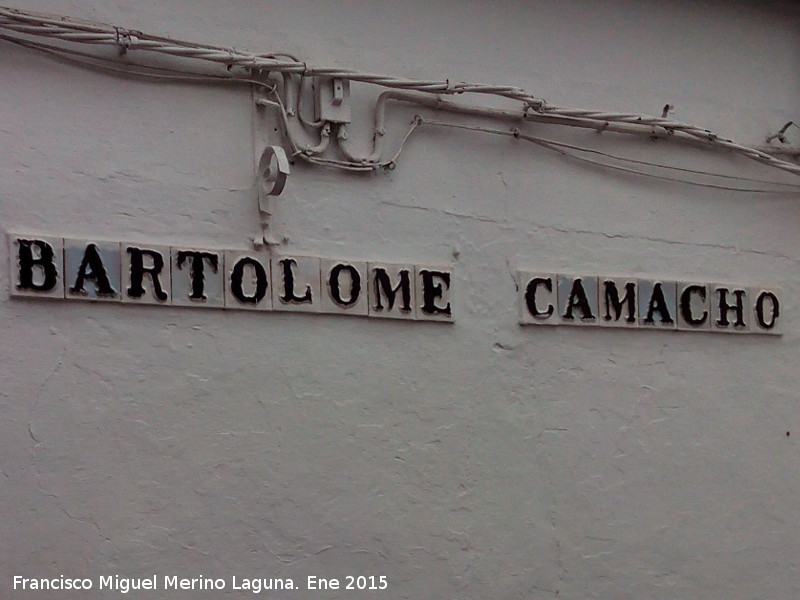 BARTOLOME CAMACHO
Francisco Miguel Merino Laguna. Ene 2015